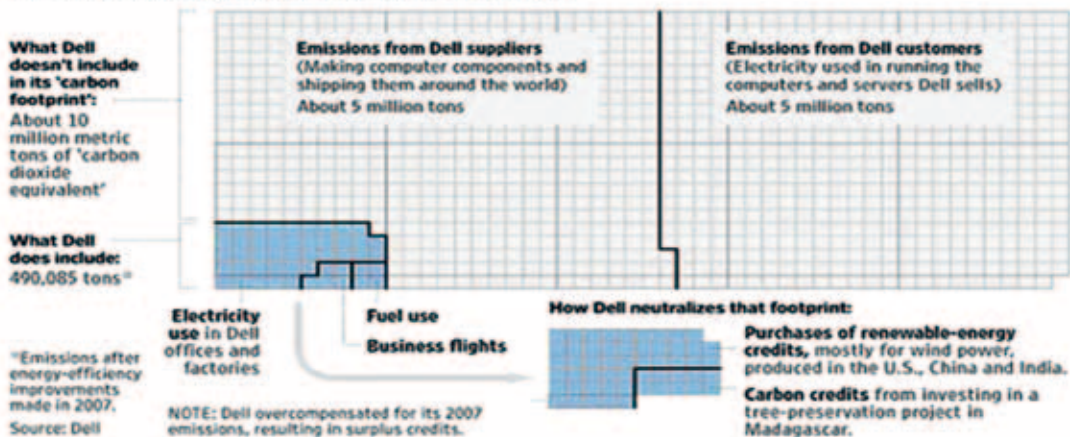 What Dell
doesn't include
in its 'carbon
footprint':
About 10
million metric
tons of 'carbon
dioxide
equivalent'
Emissions from Dell suppliers
(Making computer components and
shipping them around the world)
About 5 million tons
Emissions from Dell customers
(Electricity used in running the
computers and servers Dell sells)
About 5 million tons
What Dell
does include:
490,085 tons*
Electricity
use in Dell
offices and
factories
Fuel use
Business flights
How Dell neutralizes that footprint:
Purchases of renewable-energy
credits, mostly for wind power,
produced in the U.S., China and India.
Carbon credits from investing in a
tree-preservation project in
Madagascar.
*Emissions after
energy-efficiency
improvements
made in 2007.
Source: Dell
NOTE: Dell overcompensated for its 2007
emissions, resulting in surplus credits.